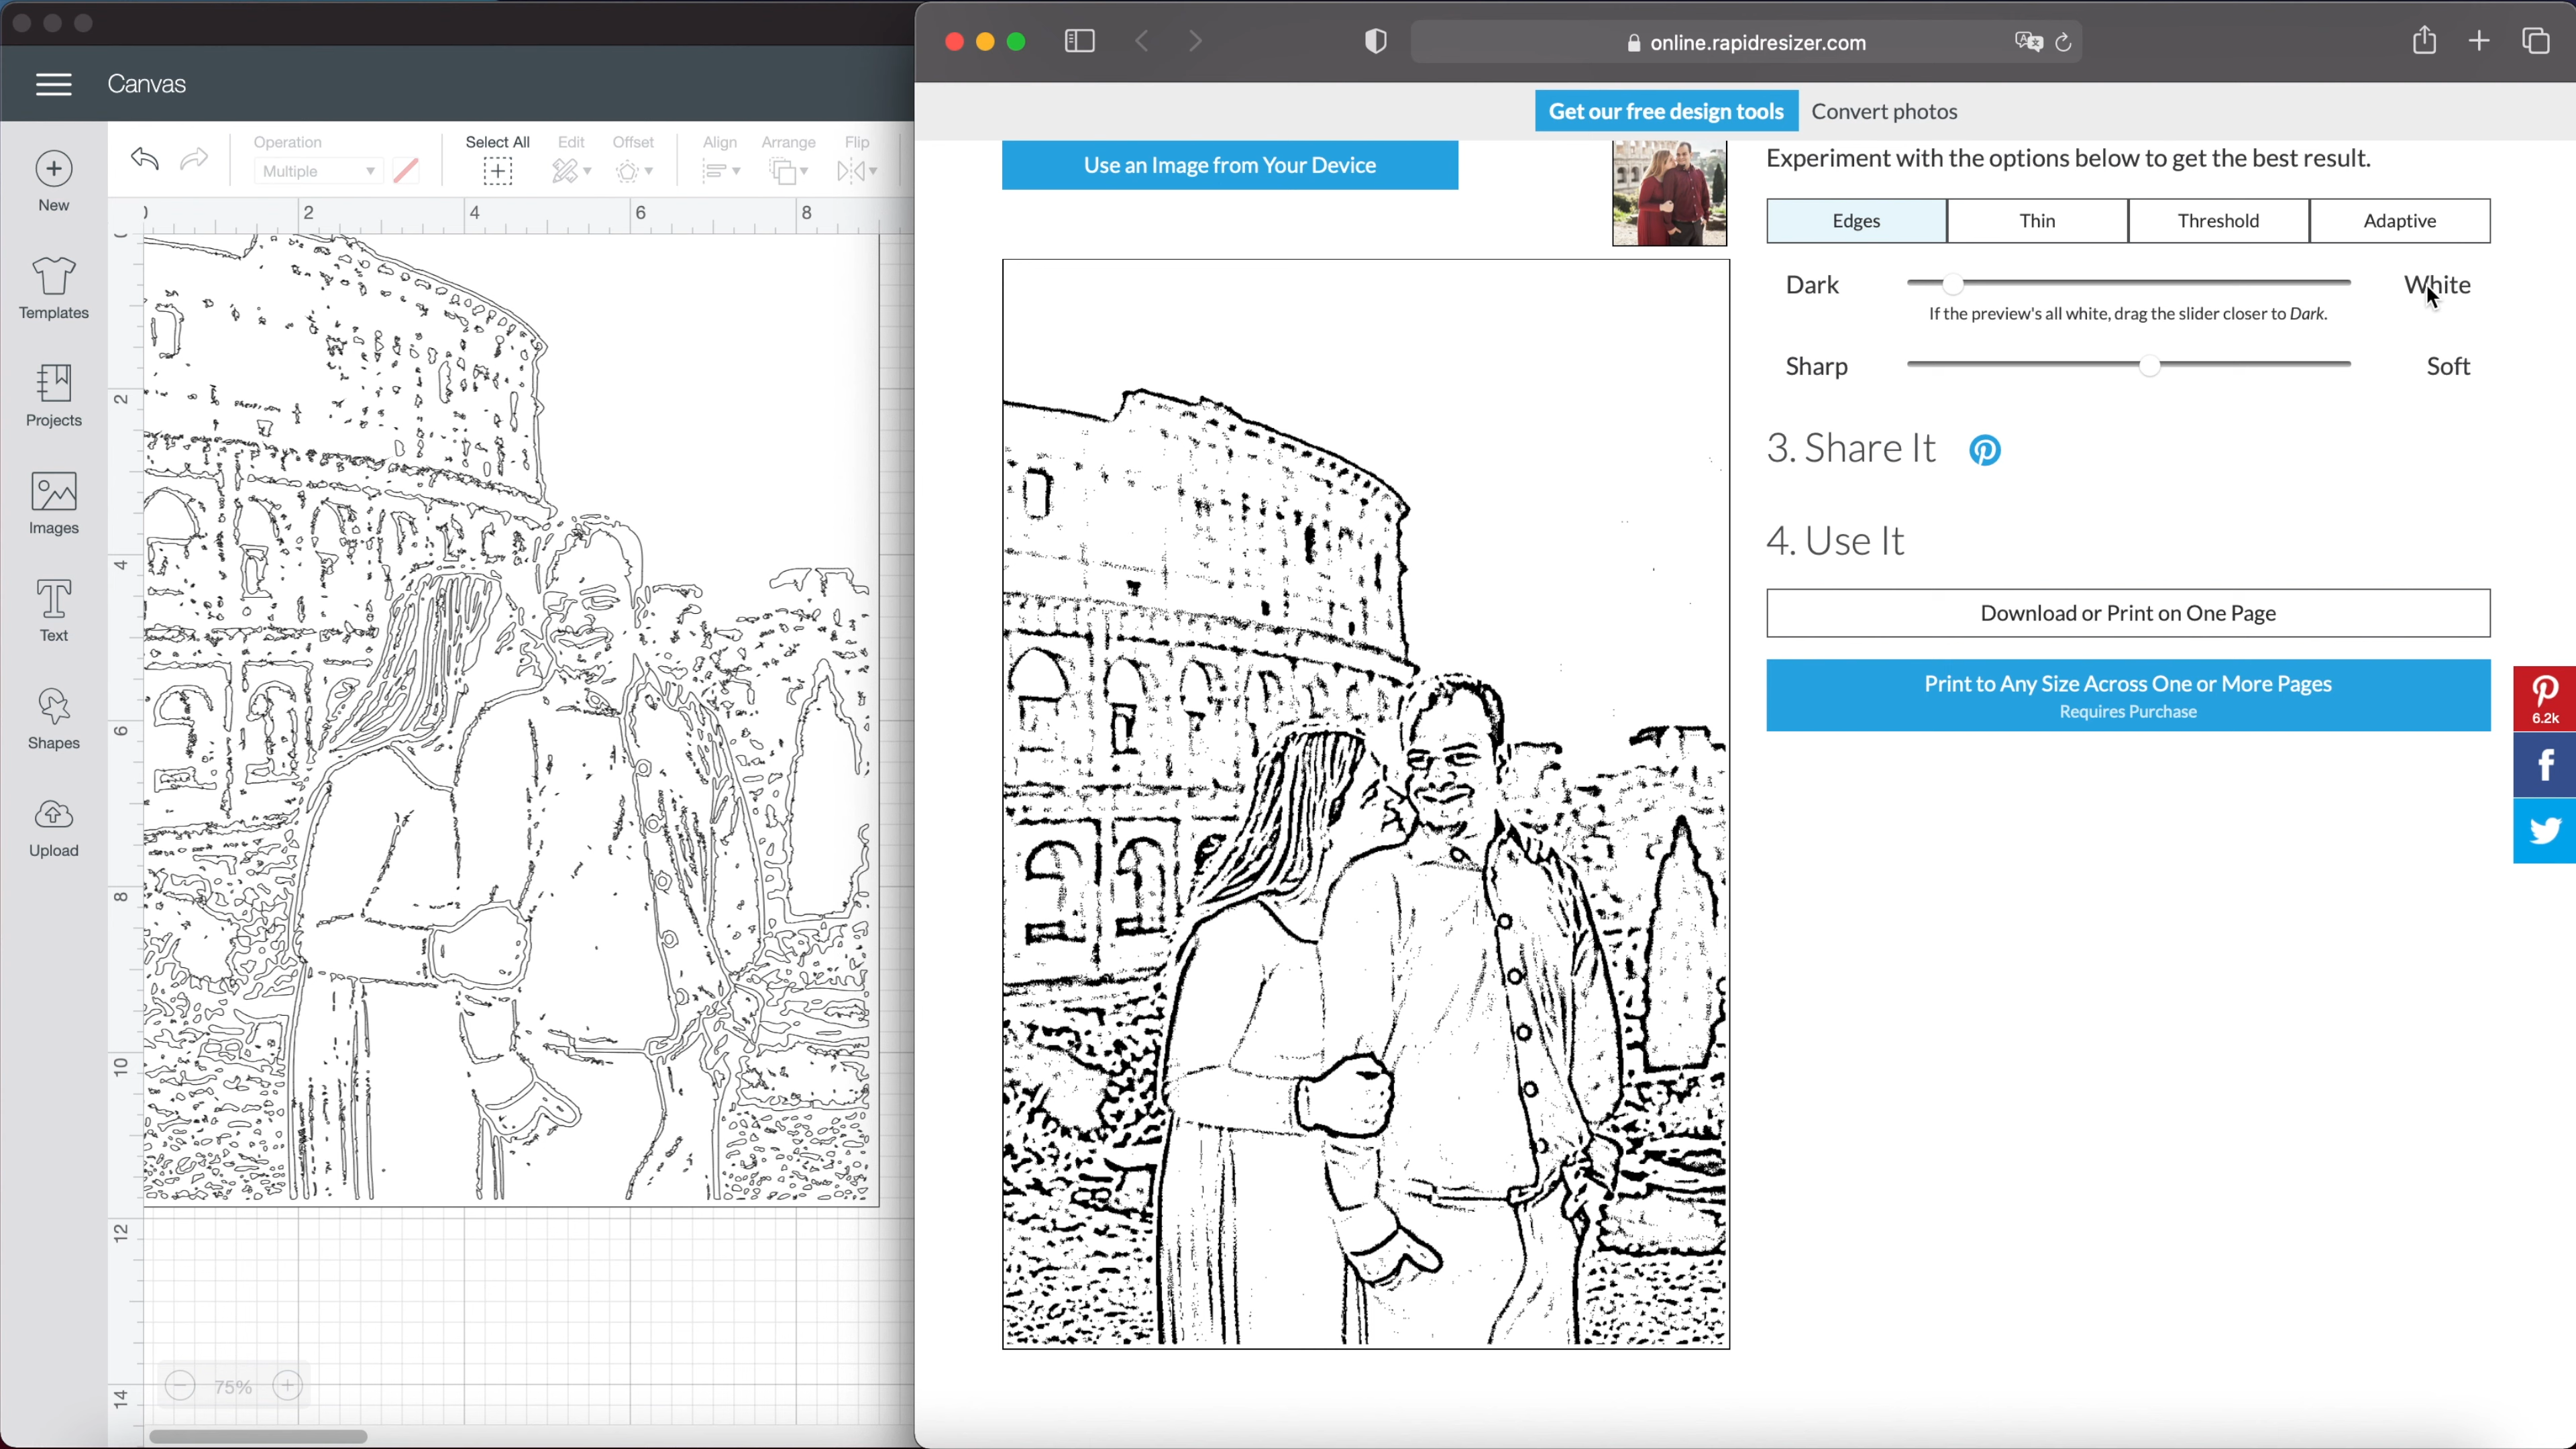 Canvas
Operation
Multiple
Select All
Edit
Offset
Align
Arrange
Flip
New
Templates
Projects
Images
Text
Shapes
Upload
2
4
6
8
2
4
6
8
10
12
14
75%
online.rapidresizer.com
Get our free design tools
Convert photos
Use an Image from Your Device
Experiment with the options below to get the best result.
Edges
Thin
Threshold
Adaptive
Dark
White
If the preview's all white, drag the slider closer to Dark.
Sharp
Soft
3. Share It
4. Use It
Download or Print on One Page
Print to Any Size Across One or More Pages
Requires Purchase
6.2k